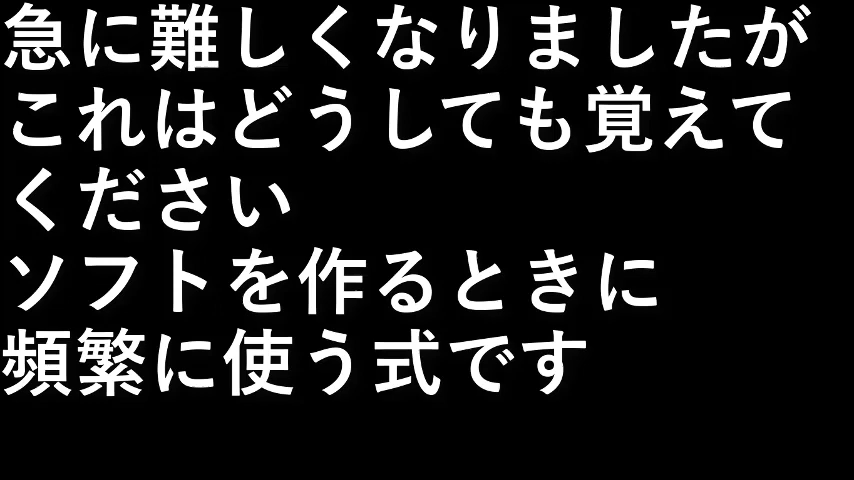 急に難しくなりましたが
これはどうしても覚えて
ください
ソフトを作るときに
頻繁に使う式です